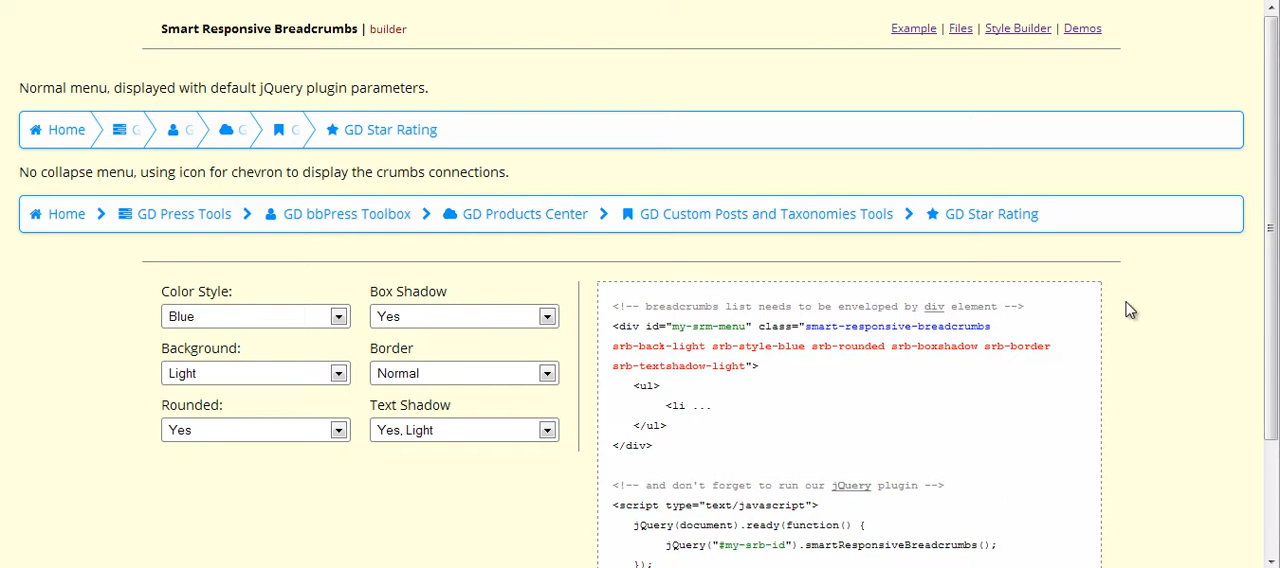 Smart Responsive Breadcrumbs | builder
Example | Files | Style Builder | Demos
Normal menu, displayed with default jQuery plugin parameters.
Home G G G G GD Star Rating
No collapse menu, using icon for chevron to display the crumbs connections.
Home GD Press Tools GD bbPress Toolbox GD Products Center GD Custom Posts and Taxonomies Tools GD Star Rating
Color Style:
Blue
Box Shadow
Yes
Background:
Light
Border
Normal
Rounded:
Yes
Text Shadow
Yes, Light
<!-- breadcrumbs list needs to be enveloped by div element -->
<div id="my-srm-menu" class="smart-responsive-breadcrumbs
srb-back-light srb-style-blue srb-rounded srb-boxshadow srb-border
srb-textshadow-light">
<ul>
<li ...
</ul>
</div>
<!-- and don't forget to run our jQuery plugin -->
<script type="text/javascript">
jQuery(document).ready(function() {
jQuery("#my-srb-id").smartResponsiveBreadcrumbs();
});